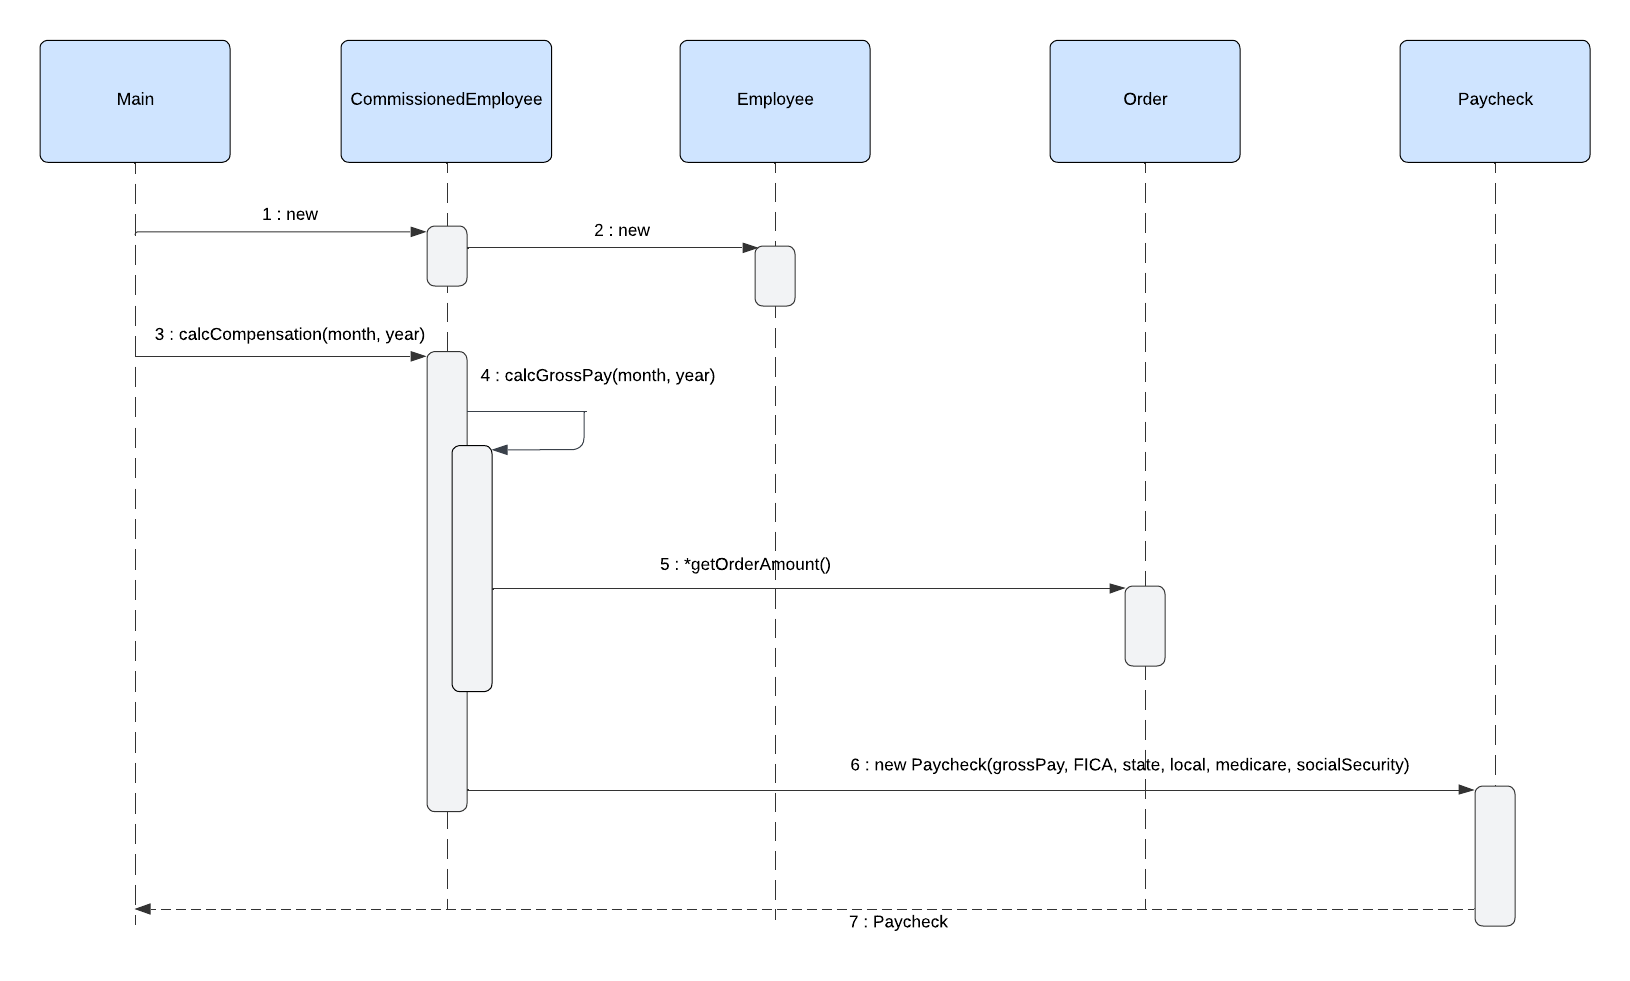 Main
CommissionedEmployee
Employee
Order
Paycheck
1 : new
2 : new
3 : calcCompensation(month, year)
4 : calcGrossPay(month, year)
5 : *getOrderAmount()
6 : new Paycheck(grossPay, FICA, state, local, medicare, socialSecurity)
7 : Paycheck